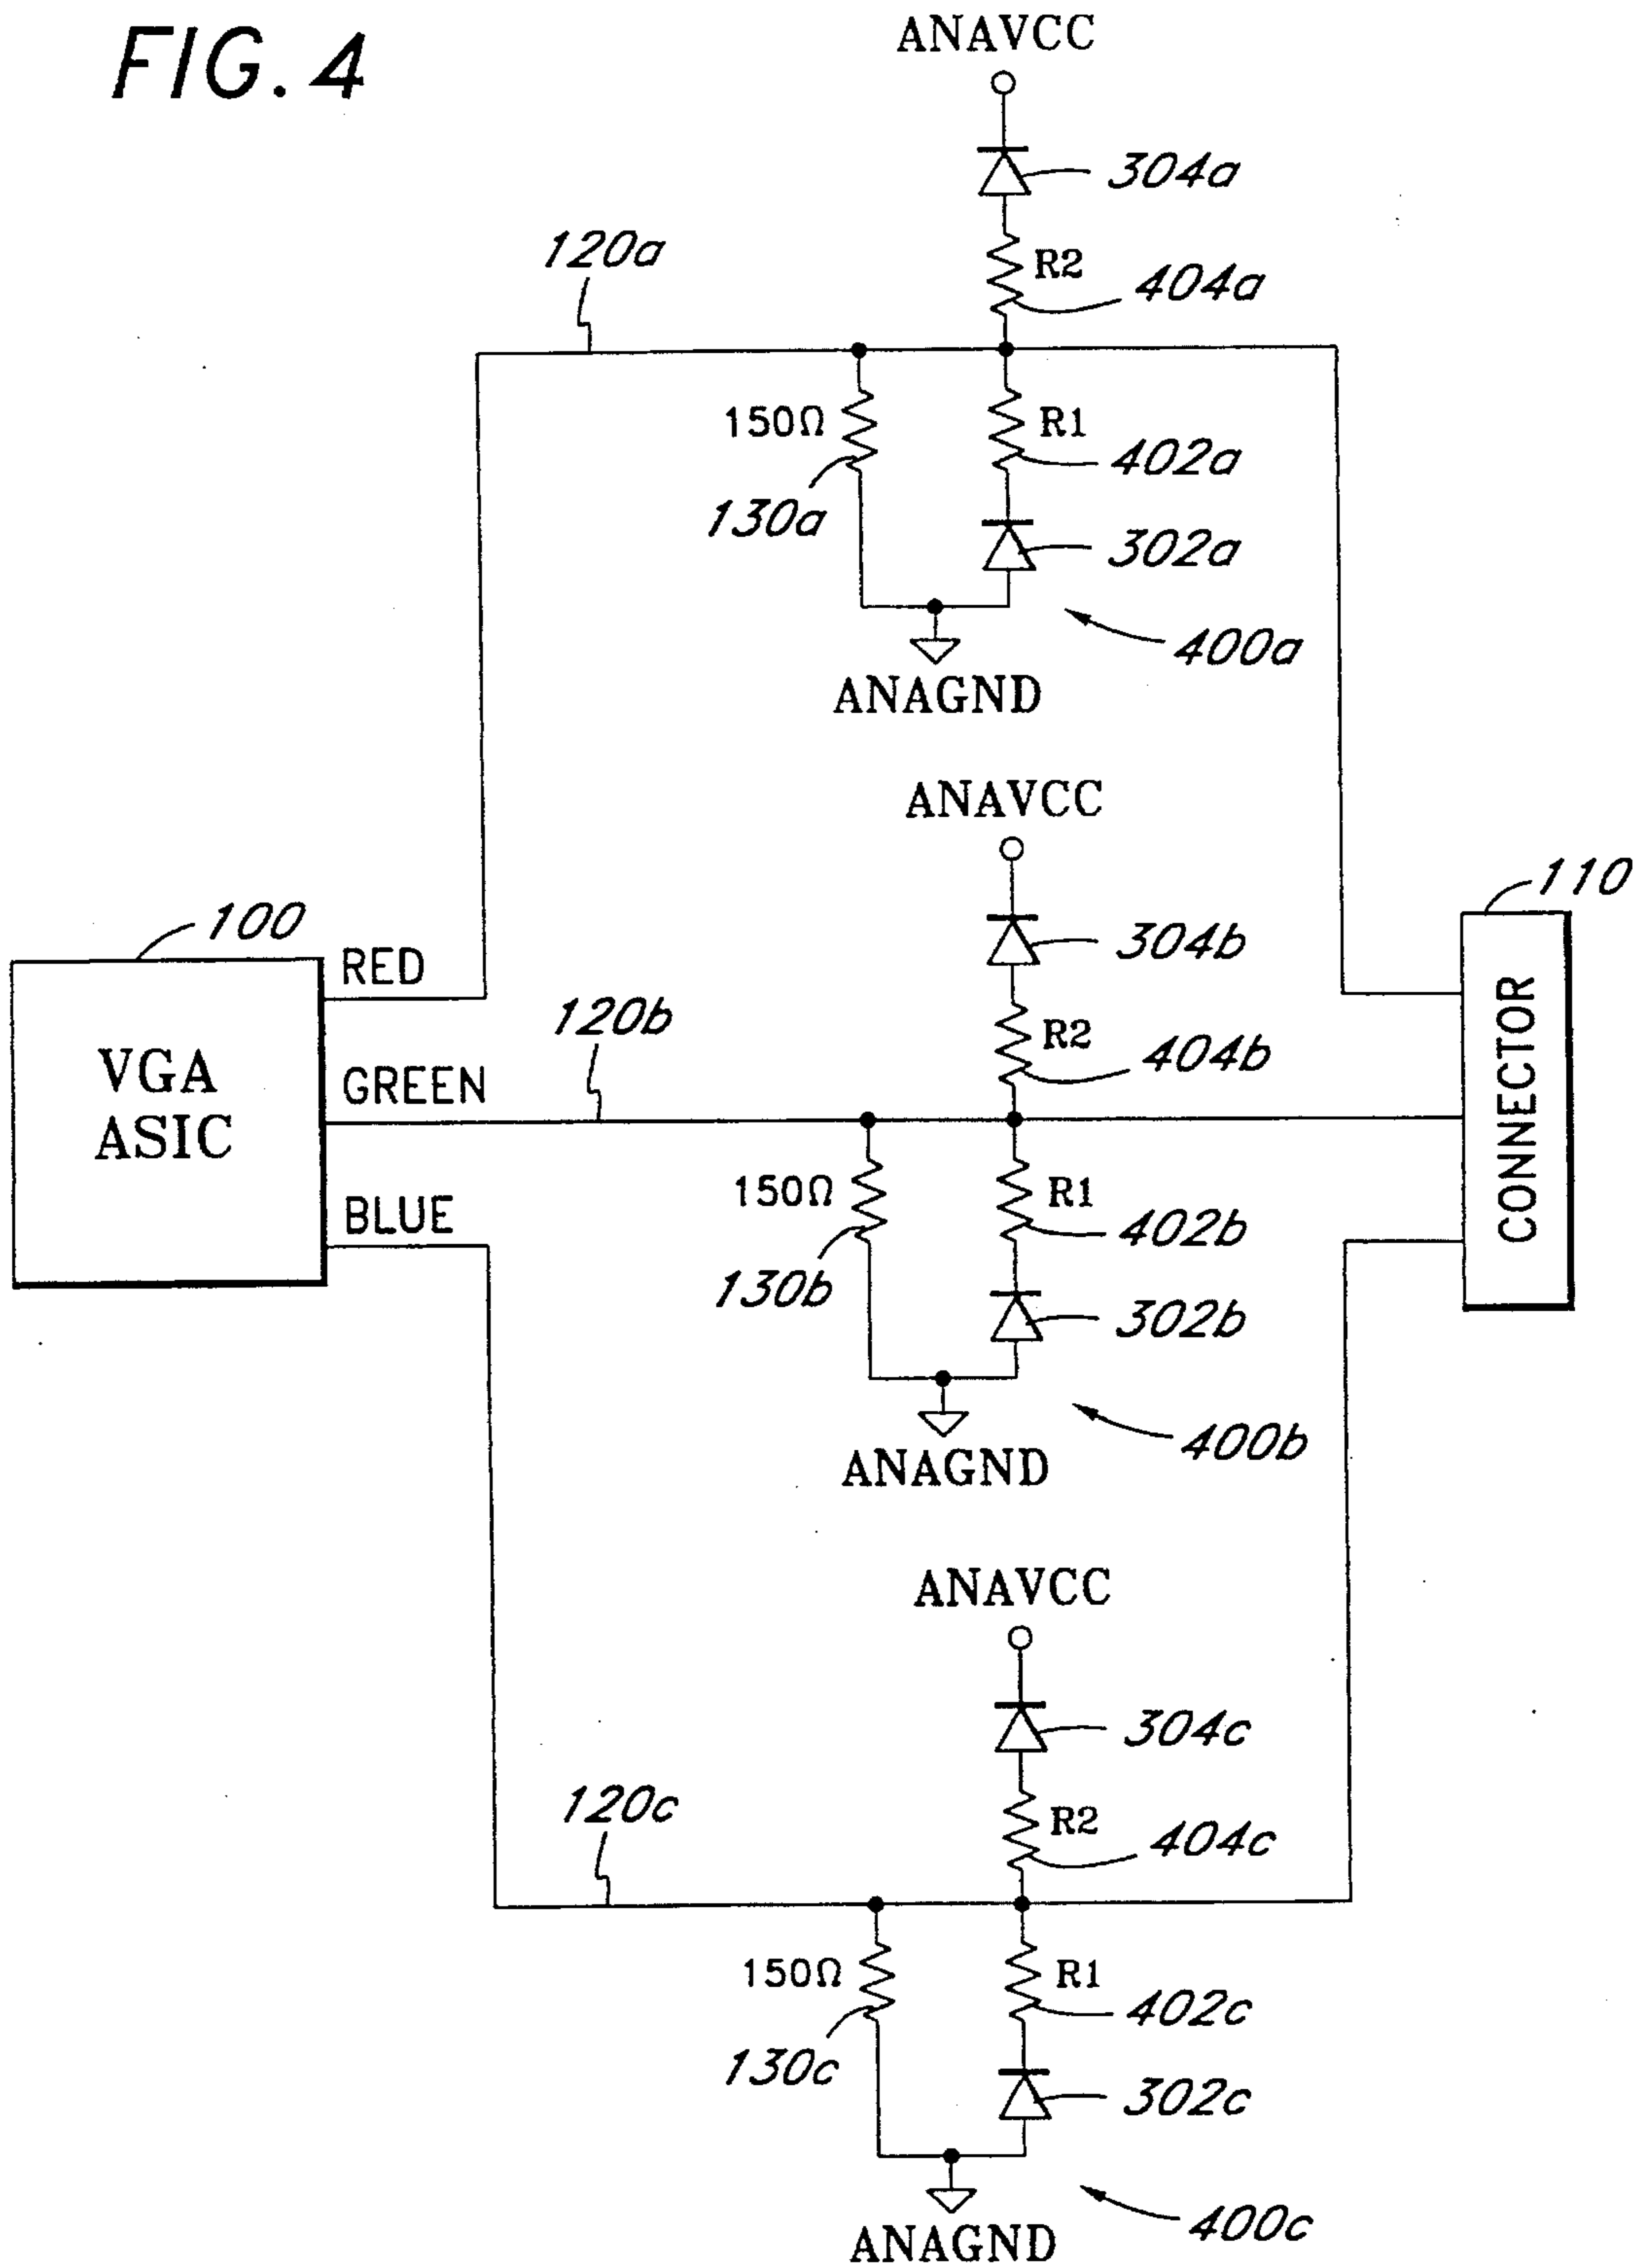 FIG. 4
ANAVCC
304a
R2
404a
120a
150Ω
R1
402a
130a
302a
400a
ANAGND
ANAVCC
110
304b
100
RED
CONNECTOR
120b
R2
404b
VGA
ASIC
GREEN
150Ω
R1
402b
BLUE
130b
302b
400b
ANAGND
ANAVCC
304c
120c
R2
404c
150Ω
R1
402c
130c
302c
400c
ANAGND